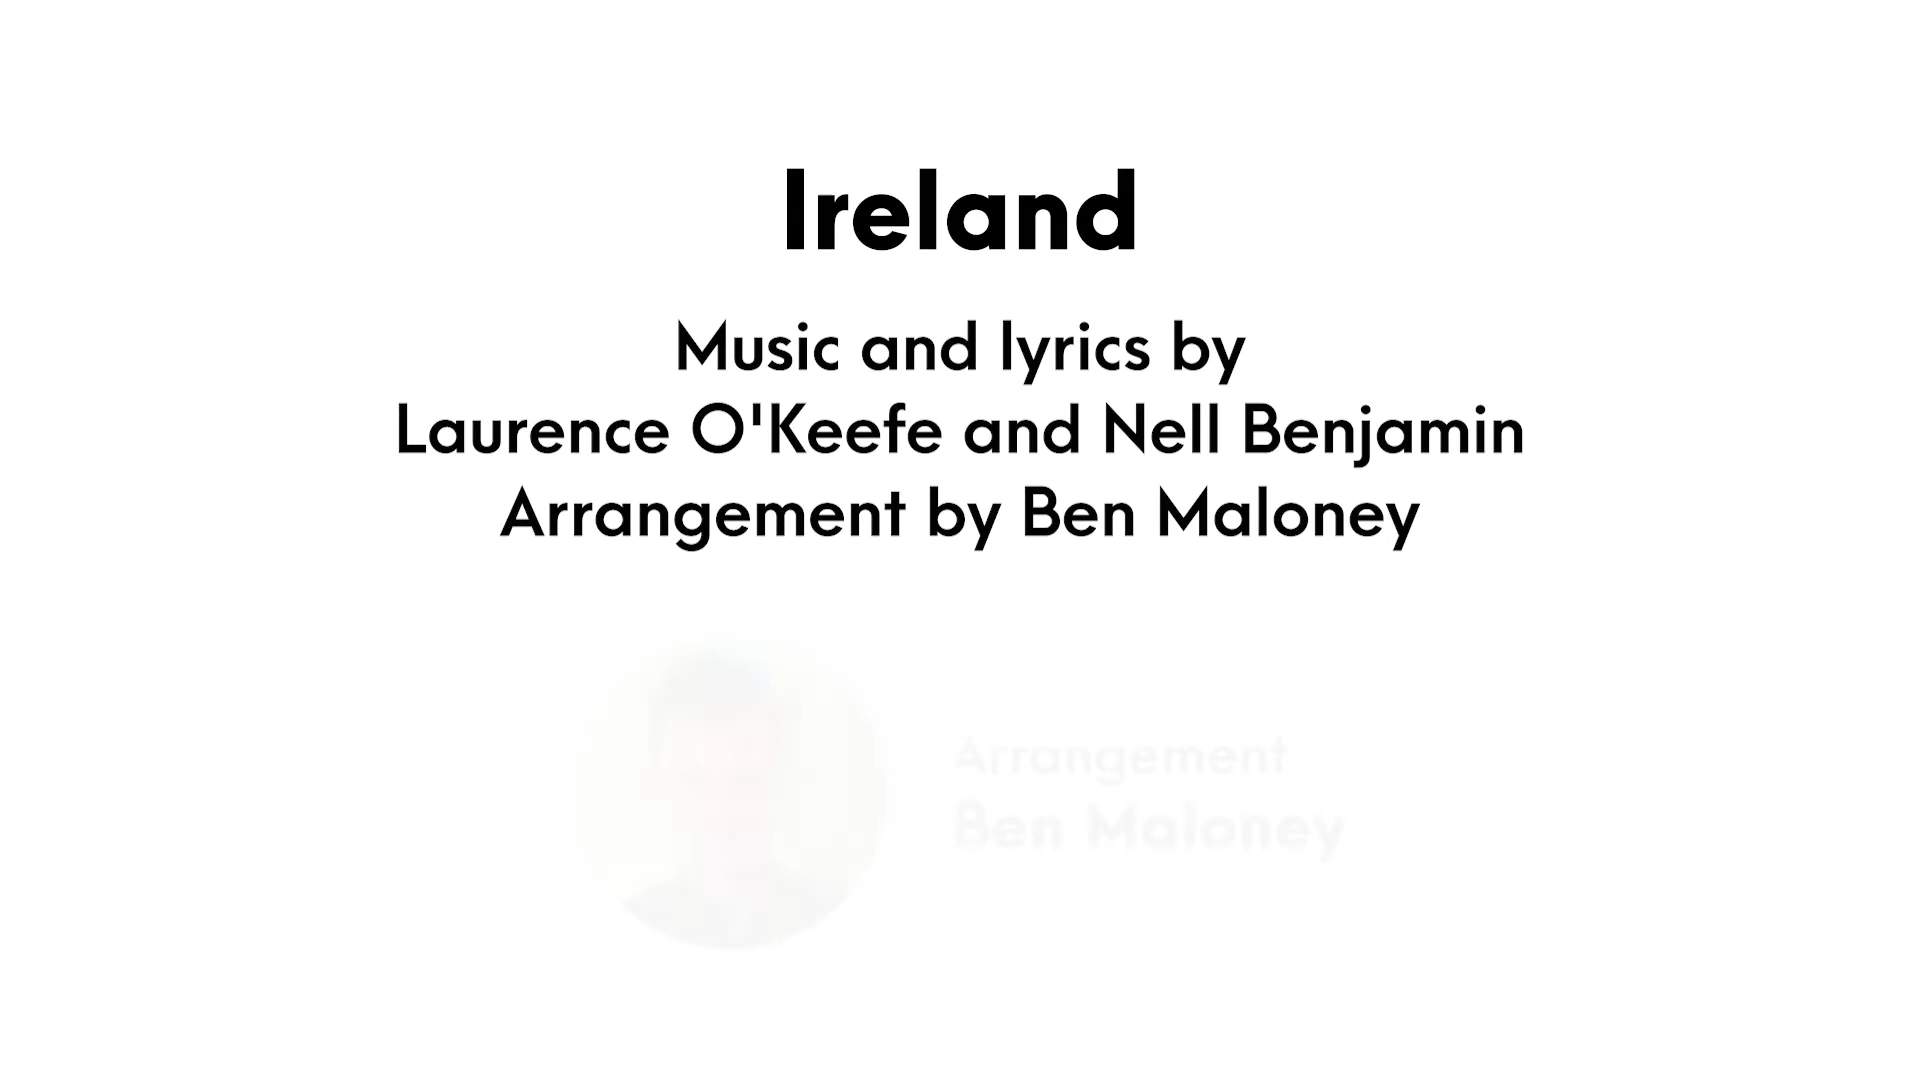 Ireland
Music and lyrics by
Laurence O'Keefe and Nell Benjamin
Arrangement by Ben Maloney
Arrangement
Ben Maloney